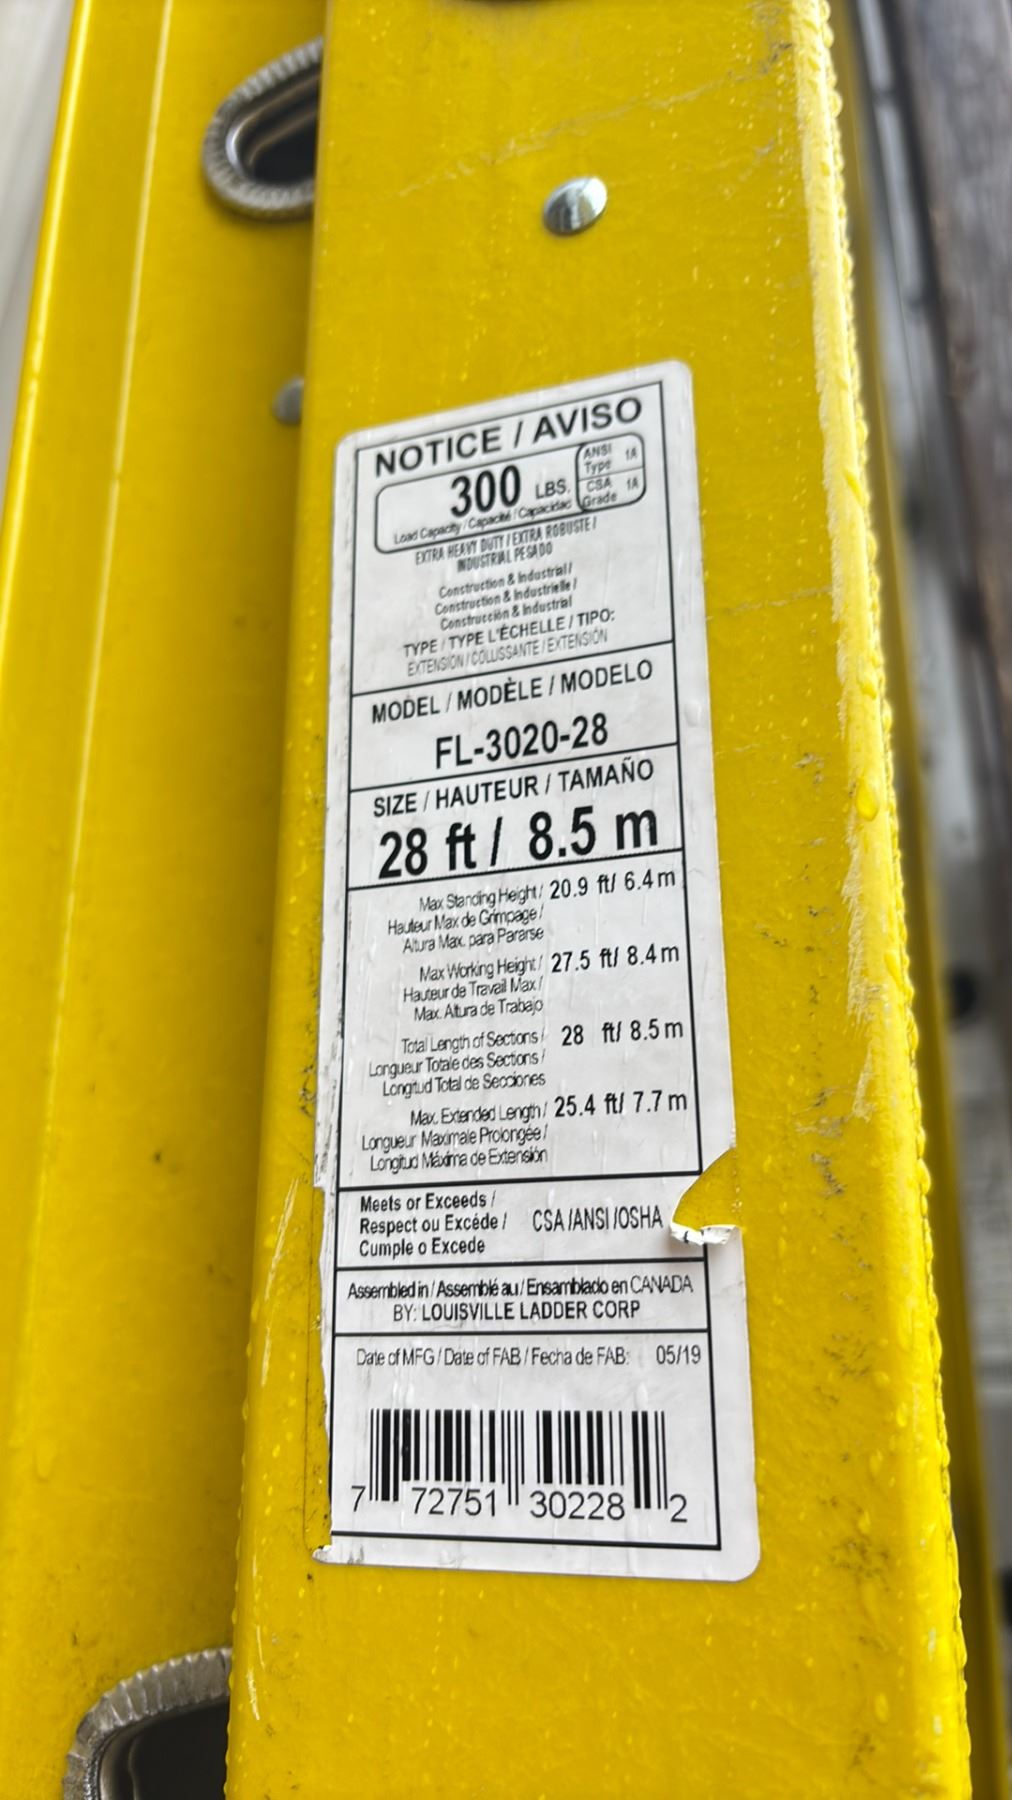 NOTICE / AVISO
300 LBS.
ANSI Type 1A
CSA Grade 1A
Load Capacity / Capacité / Capacidad
EXTRA HEAVY DUTY / EXTRA ROBUSTE /
INDUSTRIAL PESADO
Construction & Industrial /
Construction & Industrielle /
Construcción & Industrial
TYPE / TYPE L'ÉCHELLE / TIPO:
EXTENSION / COLLISSANTE / EXTENSIÓN
MODEL / MODÈLE / MODELO
FL-3020-28
SIZE / HAUTEUR / TAMAÑO
28 ft / 8.5 m
Max Standing Height / 20.9 ft/ 6.4 m
Hauteur Max de Grimpage /
Altura Max. para Pararse
Max Working Height / 27.5 ft/ 8.4 m
Hauteur de Travail Max /
Max. Altura de Trabajo
Total Length of Sections / 28 ft/ 8.5 m
Longueur Totale des Sections /
Longitud Total de Secciones
Max. Extended Length / 25.4 ft/ 7.7 m
Longueur Maximale Prolongée /
Longitud Máxima de Extensión
Meets or Exceeds /
Respect ou Excéde / CSA /ANSI /OSHA
Cumple o Excede
Assembled in / Assemblé au / Ensamblado en CANADA
BY: LOUISVILLE LADDER CORP
Date of MFG / Date of FAB / Fecha de FAB: 05/19
7 72751 30228 2